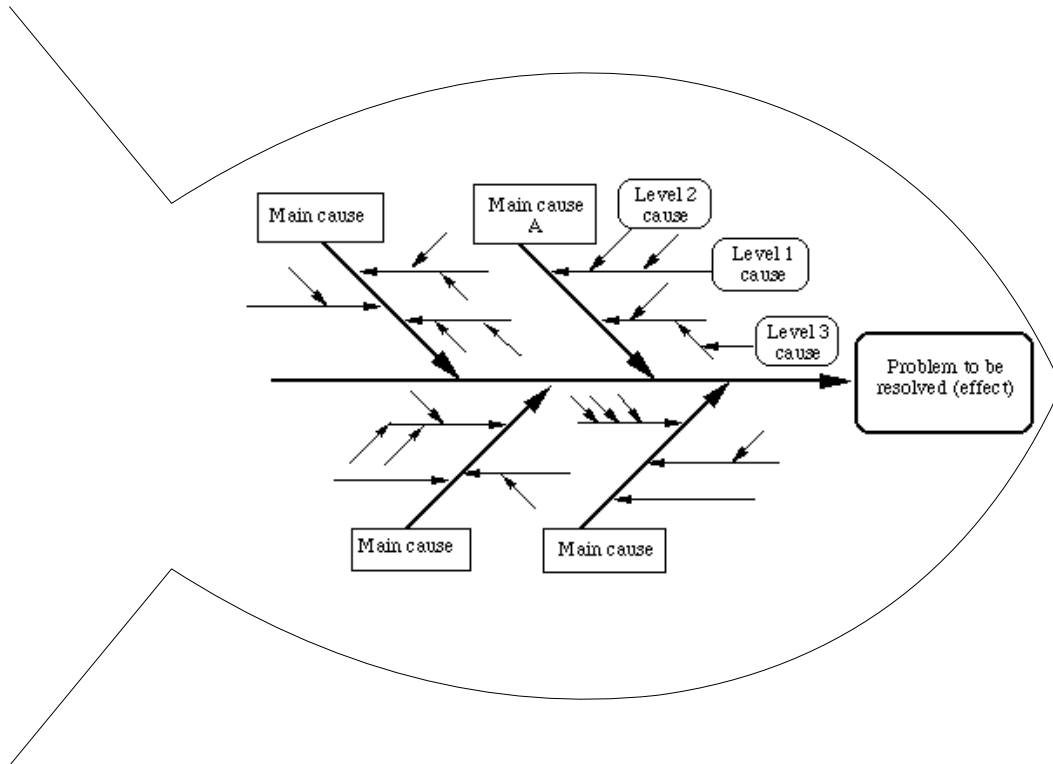 Main cause
Main cause
A
Level 2
cause
Level 1
cause
Level 3
cause
Problem to be
resolved (effect)
Main cause
Main cause